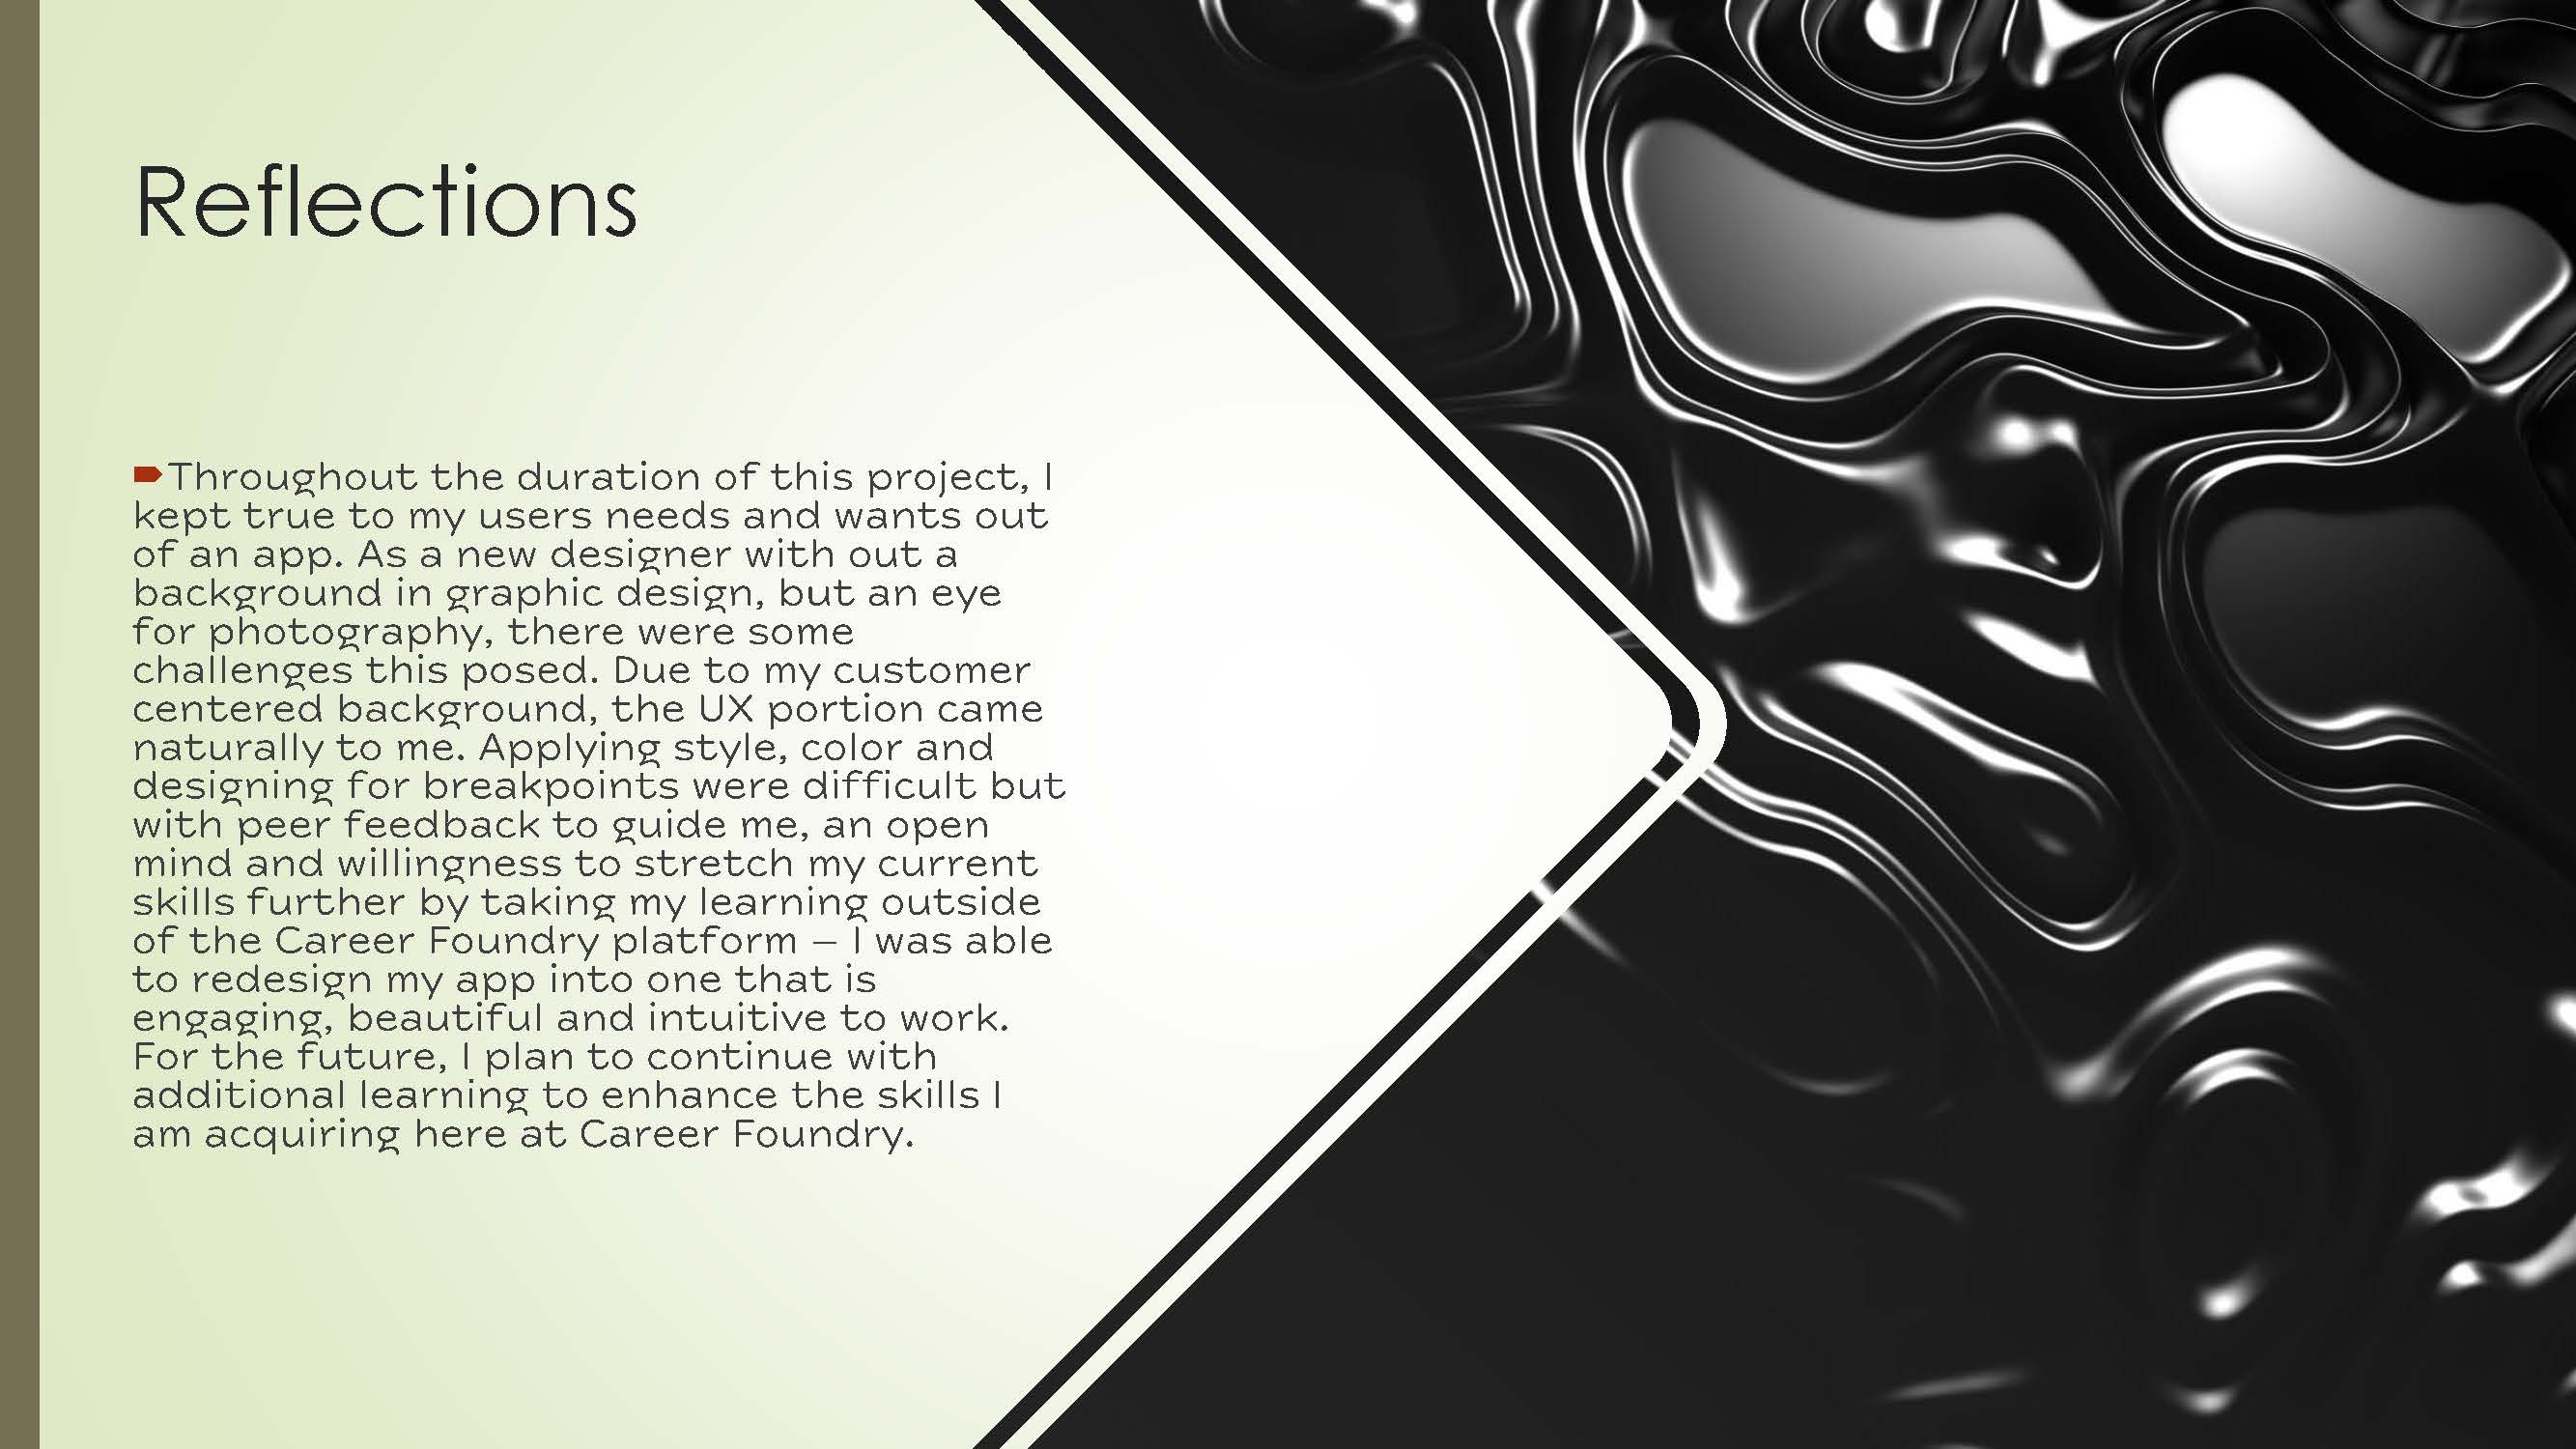 Reflections
Throughout the duration of this project, I
kept true to my users needs and wants out
of an app. As a new designer with out a
background in graphic design, but an eye
for photography, there were some
challenges this posed. Due to my customer
centered background, the UX portion came
naturally to me. Applying style, color and
designing for breakpoints were difficult but
with peer feedback to guide me, an open
mind and willingness to stretch my current
skills further by taking my learning outside
of the Career Foundry platform – I was able
to redesign my app into one that is
engaging, beautiful and intuitive to work.
For the future, I plan to continue with
additional learning to enhance the skills I
am acquiring here at Career Foundry.